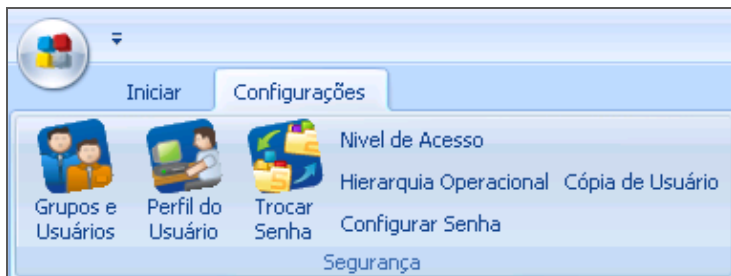 Iniciar Configurações
Grupos e Usuários
Perfil do Usuário
Trocar Senha
Nivel de Acesso
Hierarquia Operacional Cópia de Usuário
Configurar Senha
Segurança